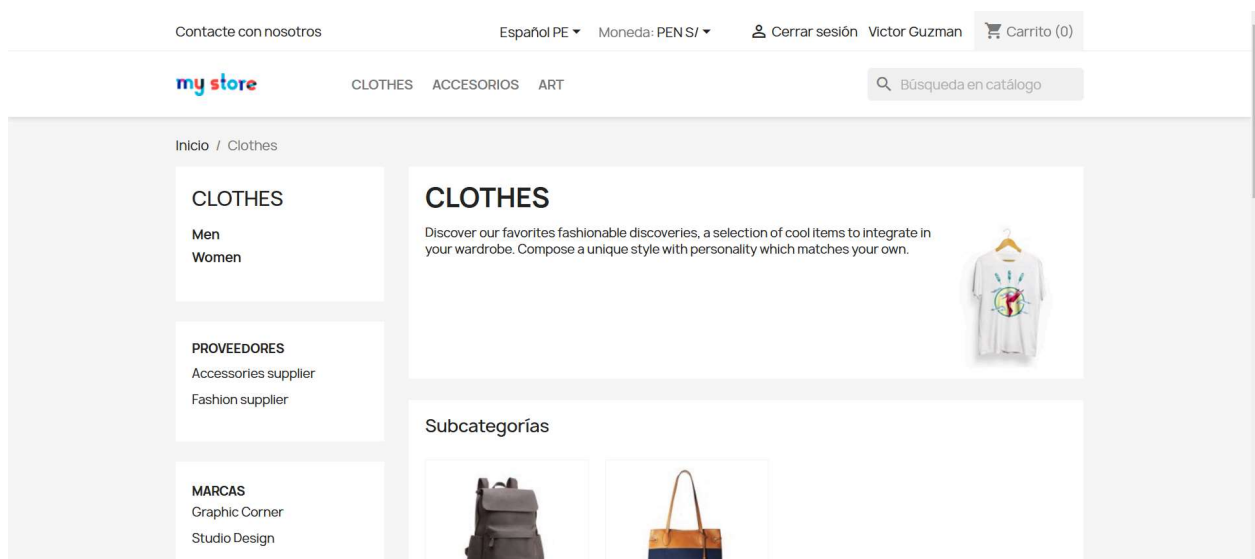 Contacte con nosotros
Español PE
Moneda: PEN S/
Cerrar sesión
Victor Guzman
Carrito (0)
my store
CLOTHES
ACCESORIOS
ART
Búsqueda en catálogo
Inicio / Clothes
CLOTHES
Men
Women
PROVEEDORES
Accessories supplier
Fashion supplier
MARCAS
Graphic Corner
Studio Design
CLOTHES
Discover our favorites fashionable discoveries, a selection of cool items to integrate in
your wardrobe. Compose a unique style with personality which matches your own.
Subcategorías